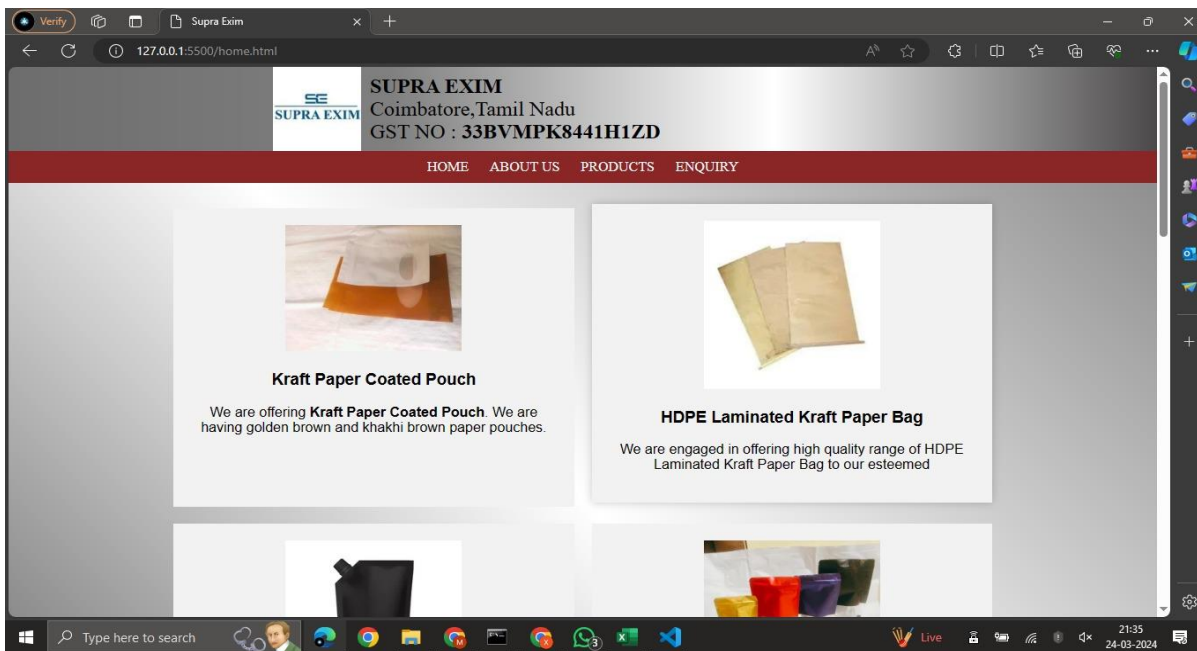 Verify
Supra Exim
127.0.0.1:5500/home.html
SE
SUPRA EXIM
SUPRA EXIM
Coimbatore,Tamil Nadu
GST NO : 33BVMPK8441H1ZD
HOME ABOUT US PRODUCTS ENQUIRY
Kraft Paper Coated Pouch
We are offering Kraft Paper Coated Pouch. We are
having golden brown and khakhi brown paper pouches.
HDPE Laminated Kraft Paper Bag
We are engaged in offering high quality range of HDPE
Laminated Kraft Paper Bag to our esteemed
Type here to search
3
Live
21:35
24-03-2024